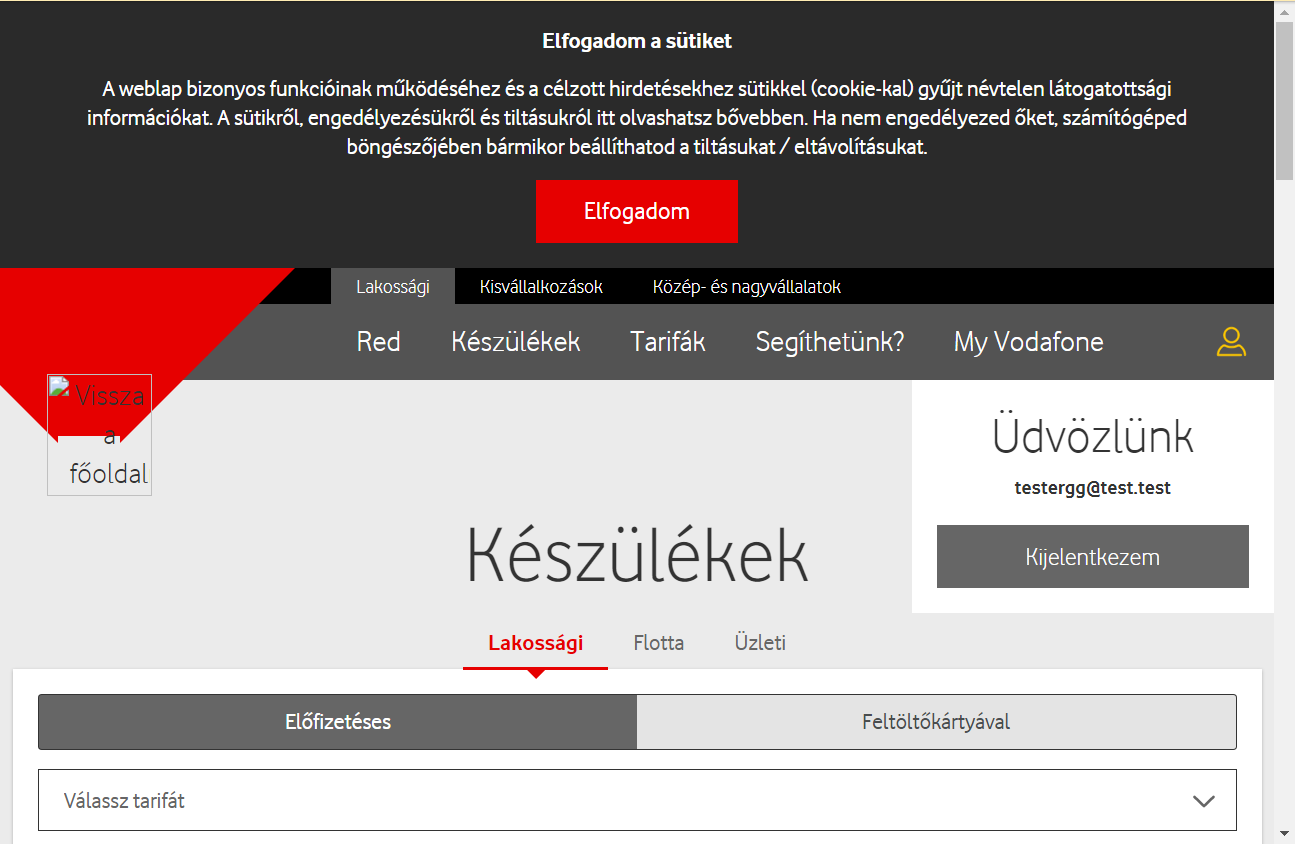 Elfogadom a sütiket
A weblap bizonyos funkcióinak működéséhez és a célzott hirdetésekhez sütikkel (cookie-kal) gyűjt névtelen látogatottsági
információkat. A sütikről, engedélyezésükről és tiltásukról itt olvashatsz bővebben. Ha nem engedélyezed őket, számítógéped
böngészőjében bármikor beállíthatod a tiltásukat / eltávolításukat.
Elfogadom
Lakossági Kisvállalkozások Közép- és nagyvállalatok
Red Készülékek Tarifák Segíthetünk? My Vodafone
Vissza
a
főoldal
Üdvözlünk
testergg@test.test
Kijelentkezem
Készülékek
Lakossági Flotta Üzleti
Előfizetéses Feltöltőkártyával
Válassz tarifát